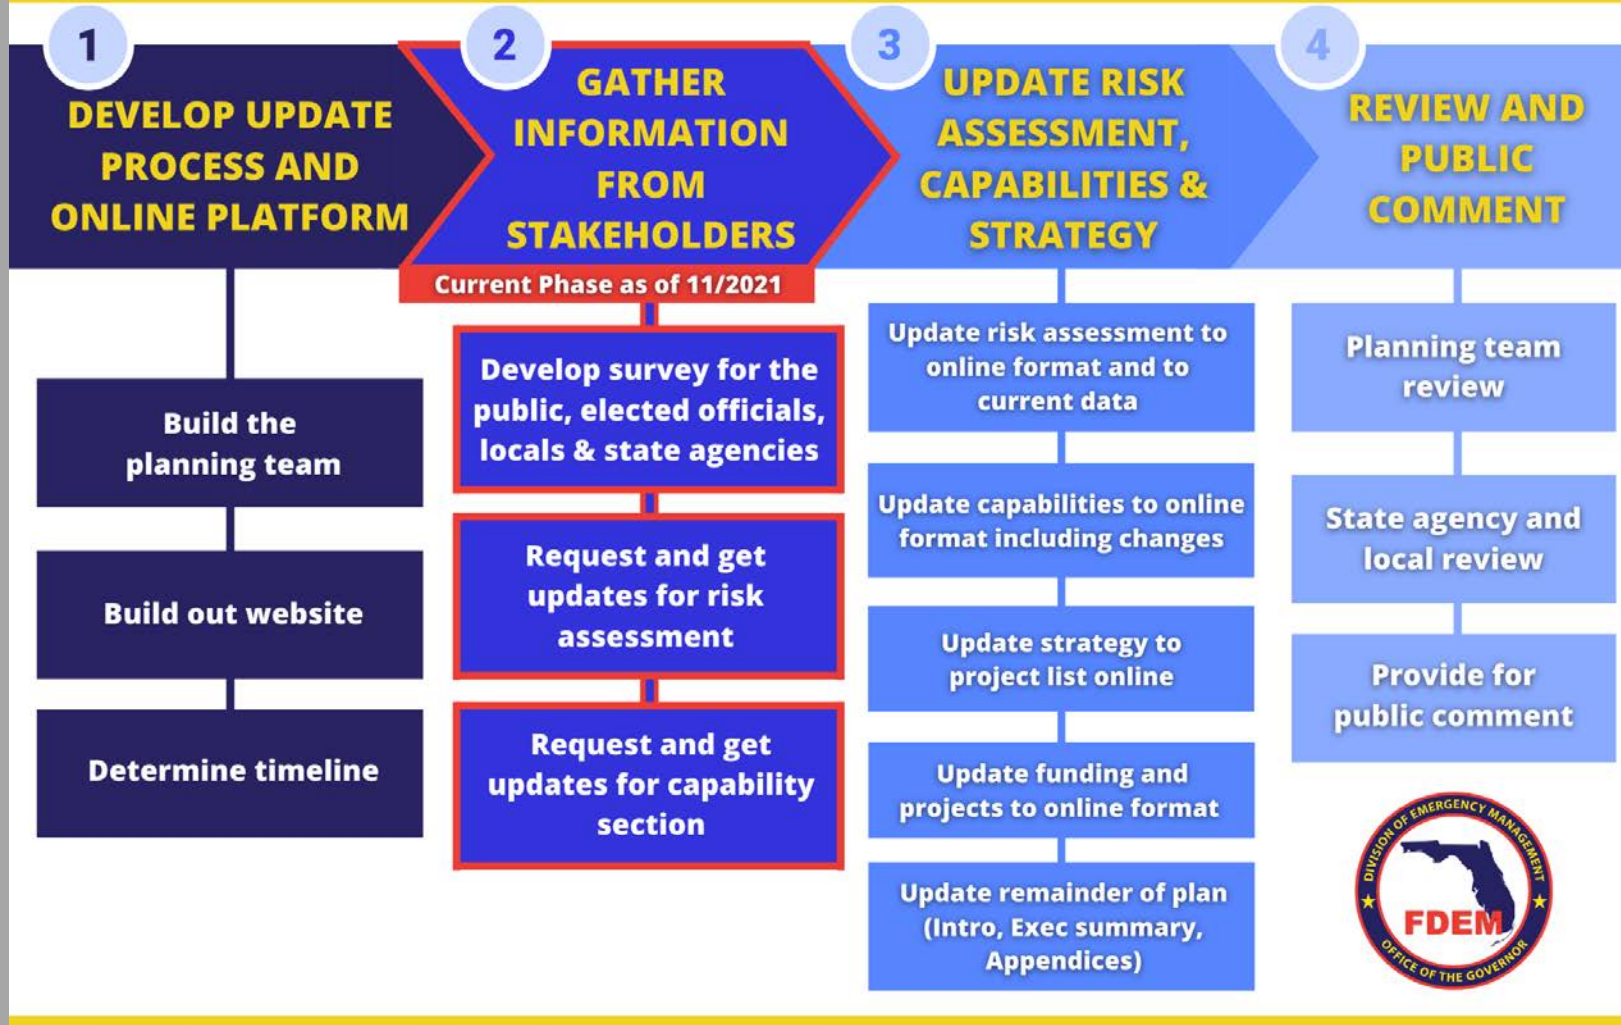 1
DEVELOP UPDATE
PROCESS AND
ONLINE PLATFORM
Build the
planning team
Build out website
Determine timeline
2
GATHER
INFORMATION
FROM
STAKEHOLDERS
Current Phase as of 11/2021
Develop survey for the
public, elected officials,
locals & state agencies
Request and get
updates for risk
assessment
Request and get
updates for capability
section
3
UPDATE RISK
ASSESSMENT,
CAPABILITIES &
STRATEGY
Update risk assessment to
online format and to
current data
Update capabilities to online
format including changes
Update strategy to
project list online
Update funding and
projects to online format
Update remainder of plan
(Intro, Exec summary,
Appendices)
4
REVIEW AND
PUBLIC
COMMENT
Planning team
review
State agency and
local review
Provide for
public comment
DIVISION OF EMERGENCY MANAGEMENT
FDEM
OFFICE OF THE GOVERNOR